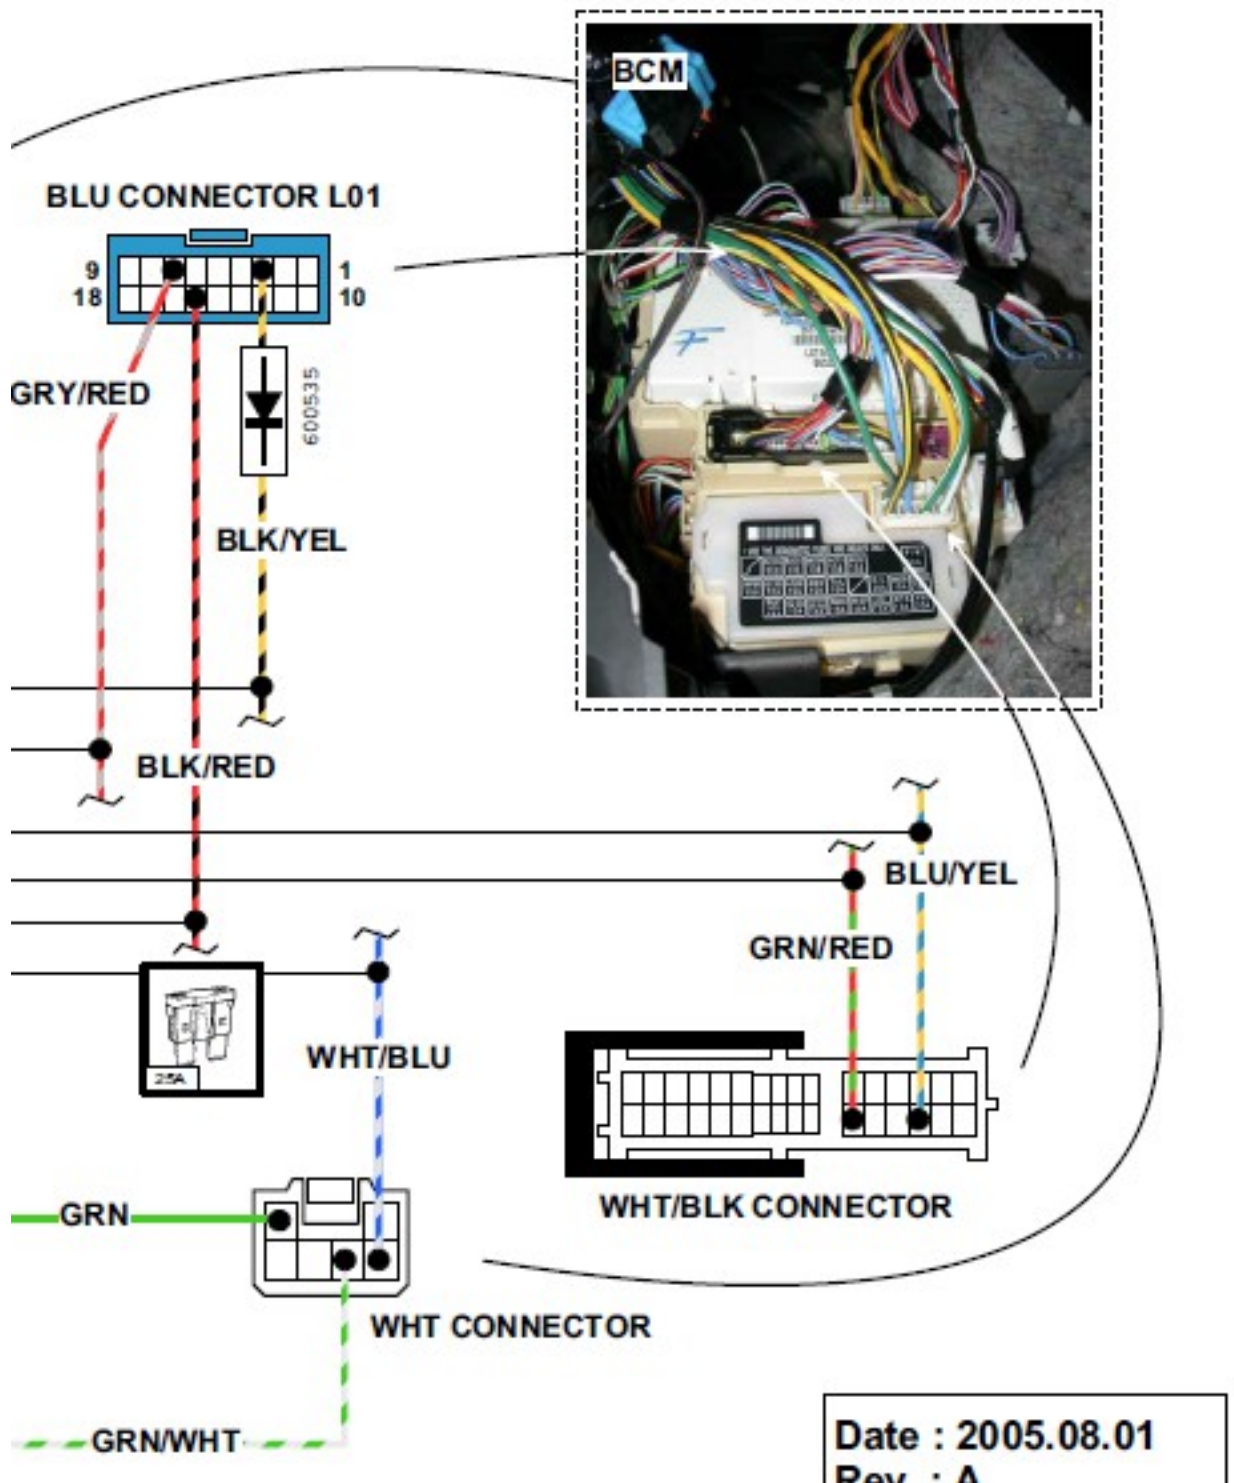 BCM
BLU CONNECTOR L01
9 1
18 10
GRY/RED
600535
BLK/YEL
F
BLK/RED
BLU/YEL
GRN/RED
25A
WHT/BLU
GRN
WHT/BLK CONNECTOR
WHT CONNECTOR
GRN/WHT
Date : 2005.08.01
Rev. : A